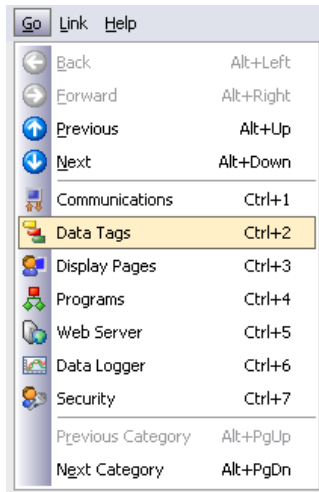 Go Link Help
Back Alt+Left
Forward Alt+Right
Previous Alt+Up
Next Alt+Down
Communications Ctrl+1
Data Tags Ctrl+2
Display Pages Ctrl+3
Programs Ctrl+4
Web Server Ctrl+5
Data Logger Ctrl+6
Security Ctrl+7
Previous Category Alt+PgUp
Next Category Alt+PgDn